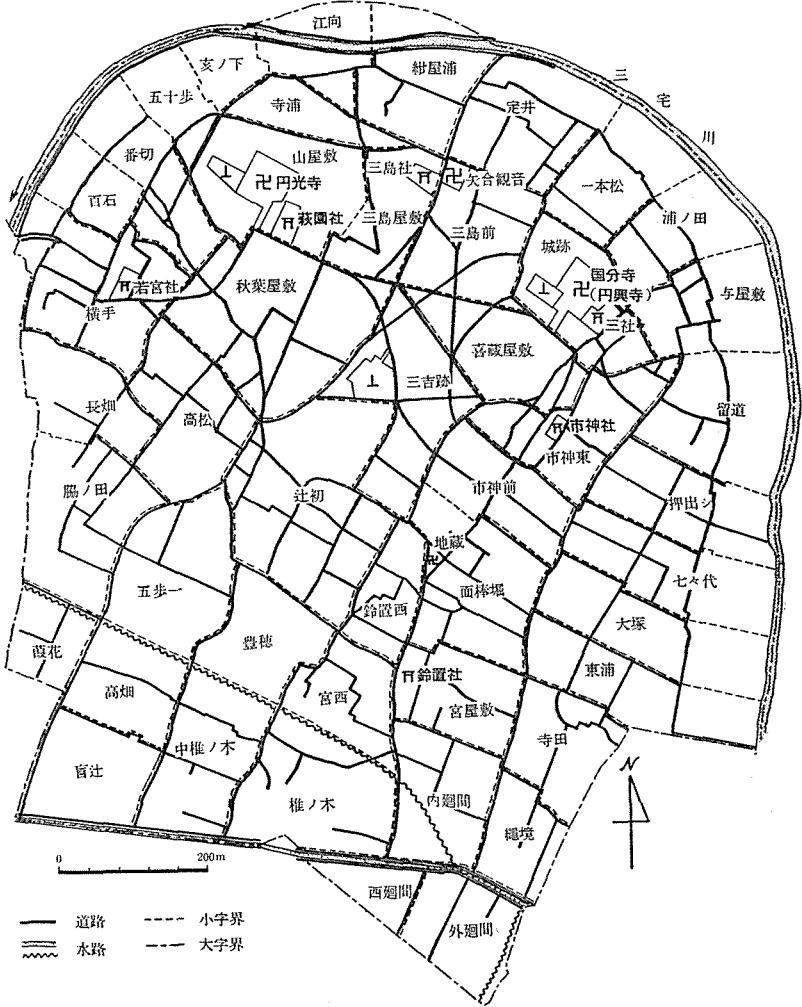 江向
三宅川
亥ノ下
紺屋浦
五十歩
寺浦
定井
番切
山屋敷
三島社
矢合観音
一本松
円光寺
百石
萩園社
三島屋敷
三島前
浦ノ田
城跡
国分寺
(円興寺)
三社
与屋敷
若宮社
秋葉屋敷
横手
喜蔵屋敷
三吉跡
長畑
高松
留道
市神社
市神東
脇ノ田
辻初
市神前
押出シ
地蔵
七々代
五歩一
面棒堀
鈴置西
大塚
豊穂
葭花
東浦
高畑
宮西
鈴置社
宮屋敷
寺田
中椎ノ木
宮辻
椎ノ木
内廻間
縄境
N
0
200m
西廻間
外廻間
道路
小字界
水路
大字界